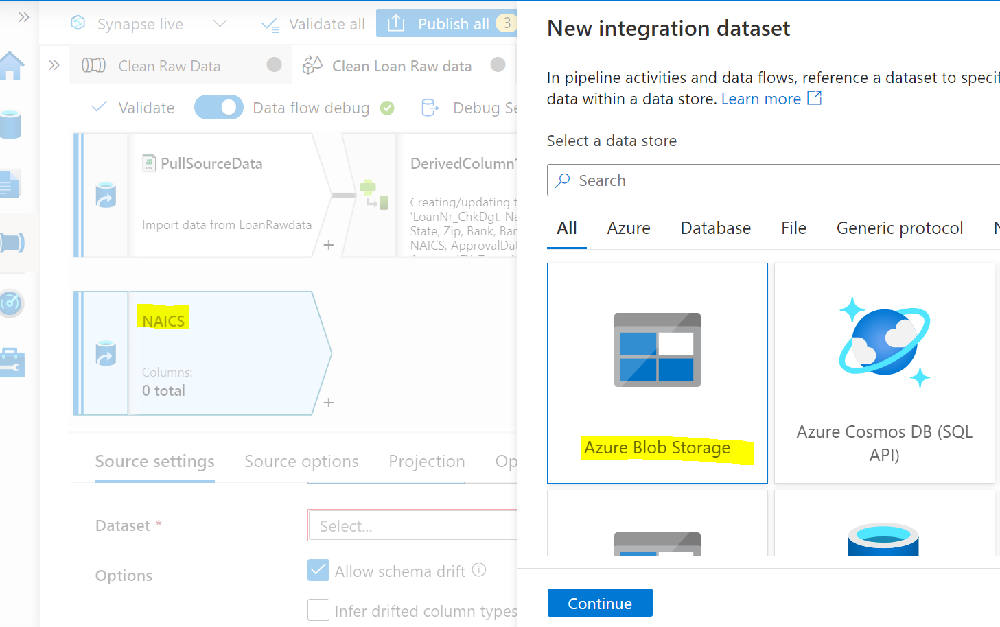 Synapse live
Validate all
Publish all
3
Clean Raw Data
Clean Loan Raw data
Validate
Data flow debug
Debug Se
PullSourceData
Import data from LoanRawdata
+
DerivedColumn1
Creating/updating t
'LoanNr_ChkDgt, Na
State, Zip, Bank, Ban
NAICS, ApprovalDat
NAICS
Columns:
0 total
+
Source settings
Source options
Projection
Op
Dataset *
Select...
Options
Allow schema drift
Infer drifted column types
New integration dataset
In pipeline activities and data flows, reference a dataset to specif
data within a data store. Learn more
Select a data store
Search
All
Azure
Database
File
Generic protocol
N
Azure Blob Storage
Azure Cosmos DB (SQL
API)
Continue